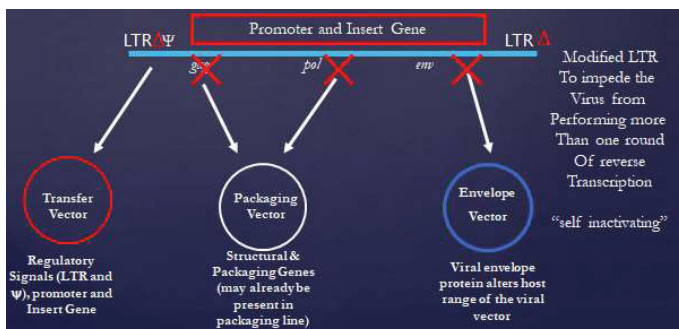 Promoter and Insert Gene
LTRΔΨ
LTR Δ
gag
pol
env
Modified LTR
To impede the
Virus from
Performing more
Than one round
Of reverse
Transcription
“self inactivating”
Transfer
Vector
Packaging
Vector
Envelope
Vector
Regulatory
Signals (LTR and
Ψ), promoter and
Insert Gene
Structural &
Packaging Genes
(may already be
present in
packaging line)
Viral envelope
protein alters host
range of the viral
vector